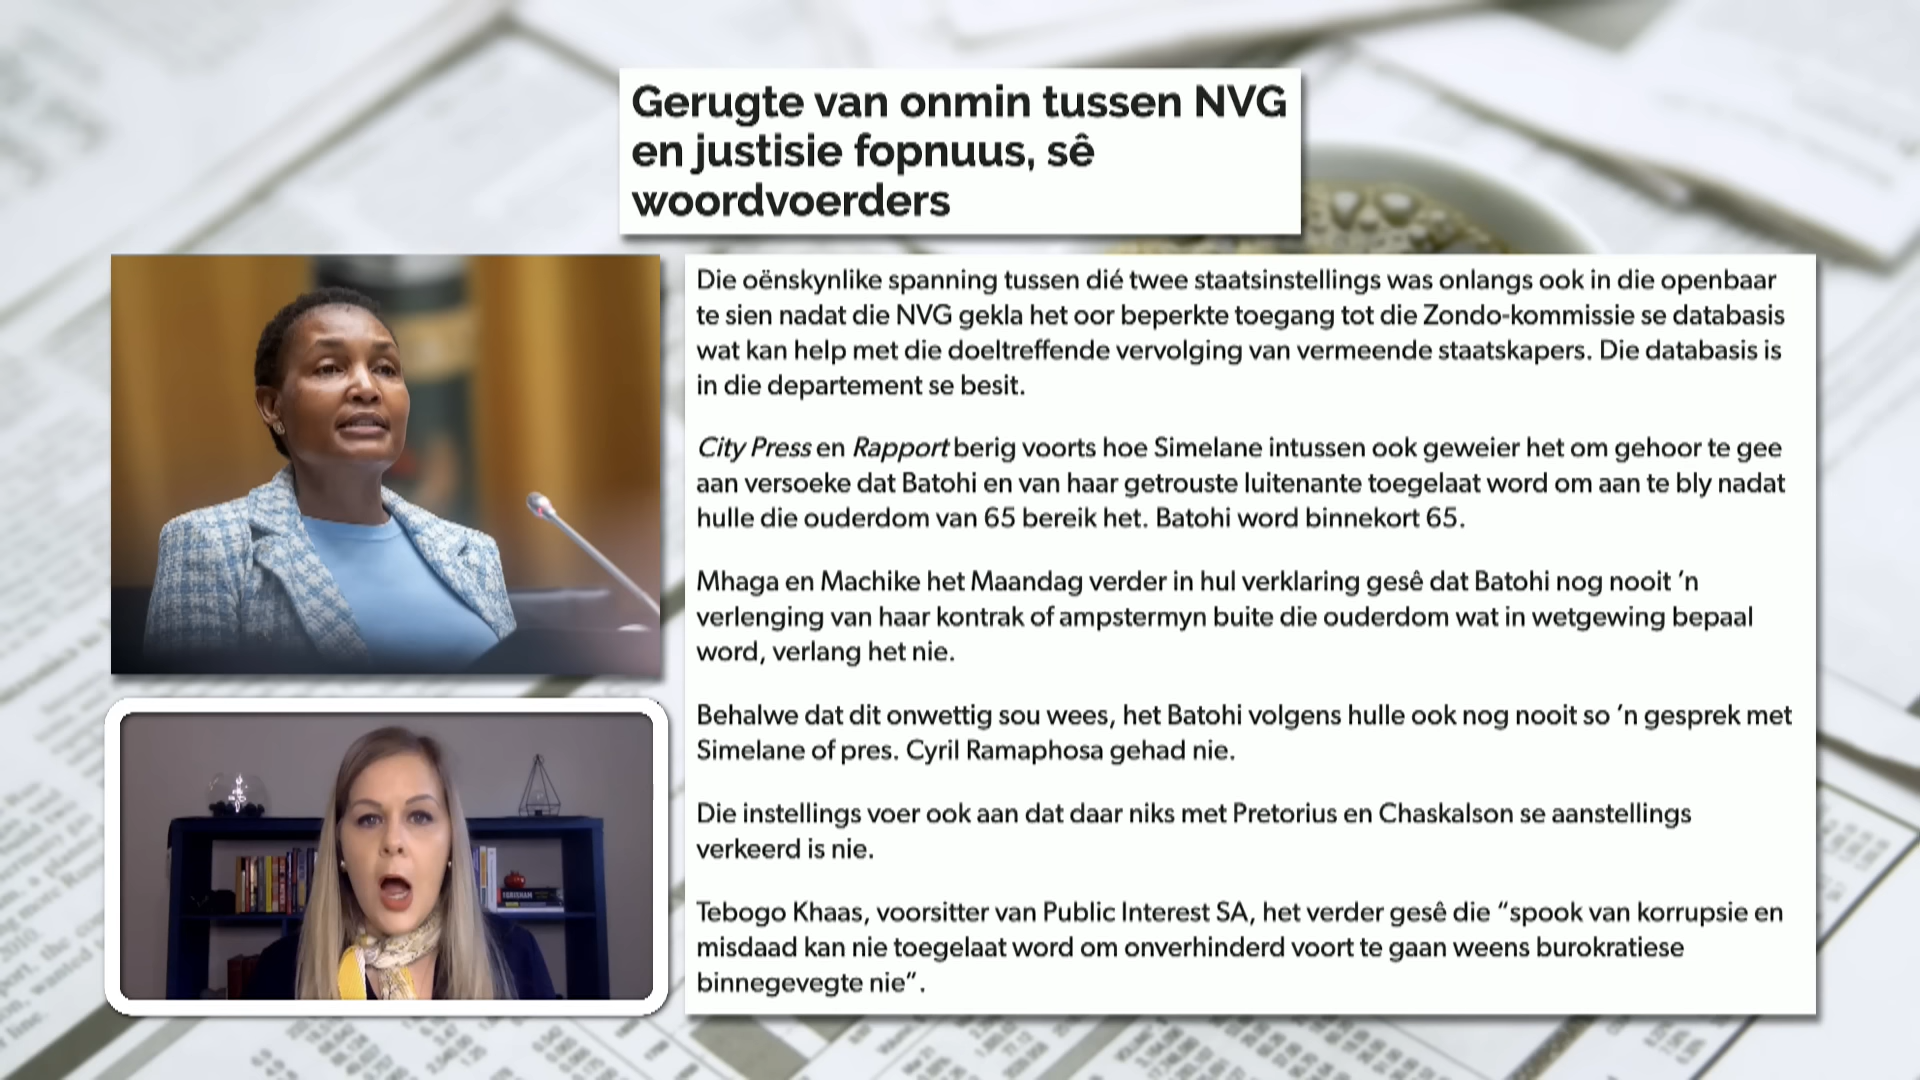 Gerugte van onmin tussen NVG
en justisie fopnuus, sê
woordvoerders
Die oënskynlike spanning tussen dié twee staatsinstellings was onlangs ook in die openbaar
te sien nadat die NVG gekla het oor beperkte toegang tot die Zondo-kommissie se databasis
wat kan help met die doeltreffende vervolging van vermeende staatskapers. Die databasis is
in die departement se besit.
City Press en Rapport berig voorts hoe Simelane intussen ook geweier het om gehoor te gee
aan versoeke dat Batohi en van haar getrouste luitenante toegelaat word om aan te bly nadat
hulle die ouderdom van 65 bereik het. Batohi word binnekort 65.
Mhaga en Machike het Maandag verder in hul verklaring gesê dat Batohi nog nooit ’n
verlenging van haar kontrak of ampstermyn buite die ouderdom wat in wetgewing bepaal
word, verlang het nie.
Behalwe dat dit onwettig sou wees, het Batohi volgens hulle ook nog nooit so ’n gesprek met
Simelane of pres. Cyril Ramaphosa gehad nie.
Die instellings voer ook aan dat daar niks met Pretorius en Chaskalson se aanstellings
verkeerd is nie.
Tebogo Khaas, voorsitter van Public Interest SA, het verder gesê die “spook van korrupsie en
misdaad kan nie toegelaat word om onverhinderd voort te gaan weens burokratiese
binnegevegte nie”.